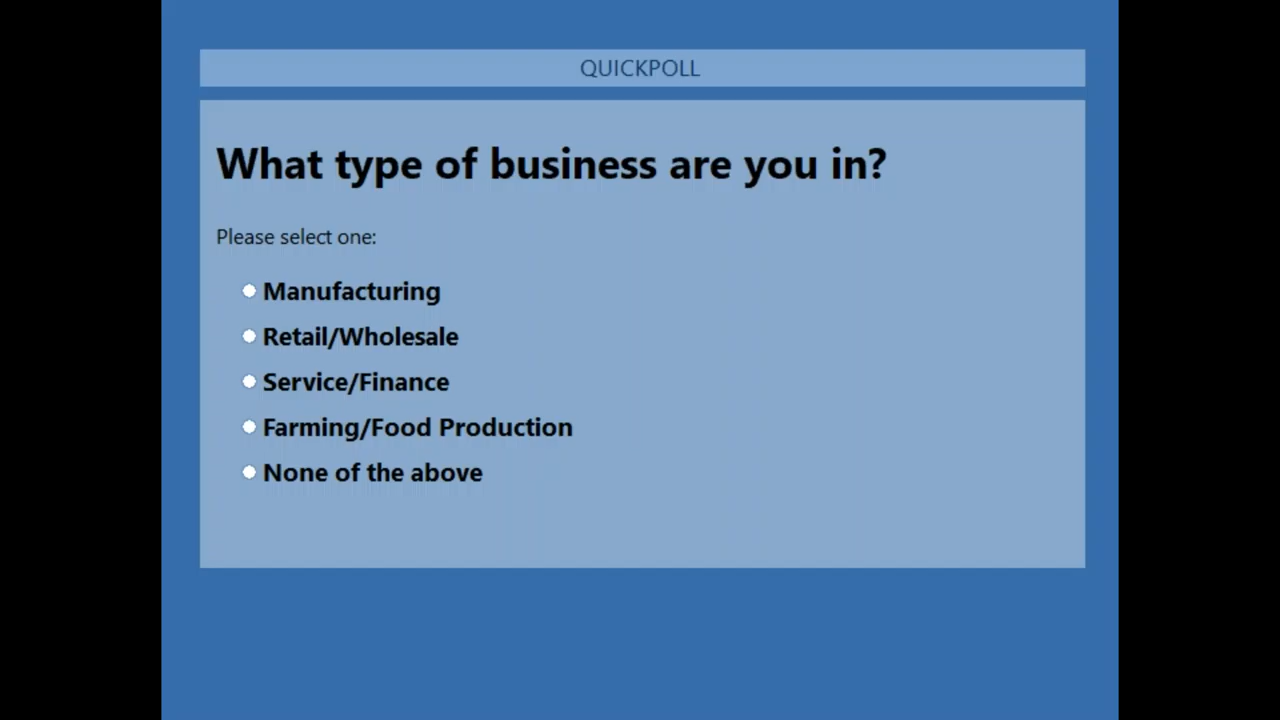 QUICKPOLL
What type of business are you in?
Please select one:
Manufacturing
Retail/Wholesale
Service/Finance
Farming/Food Production
None of the above